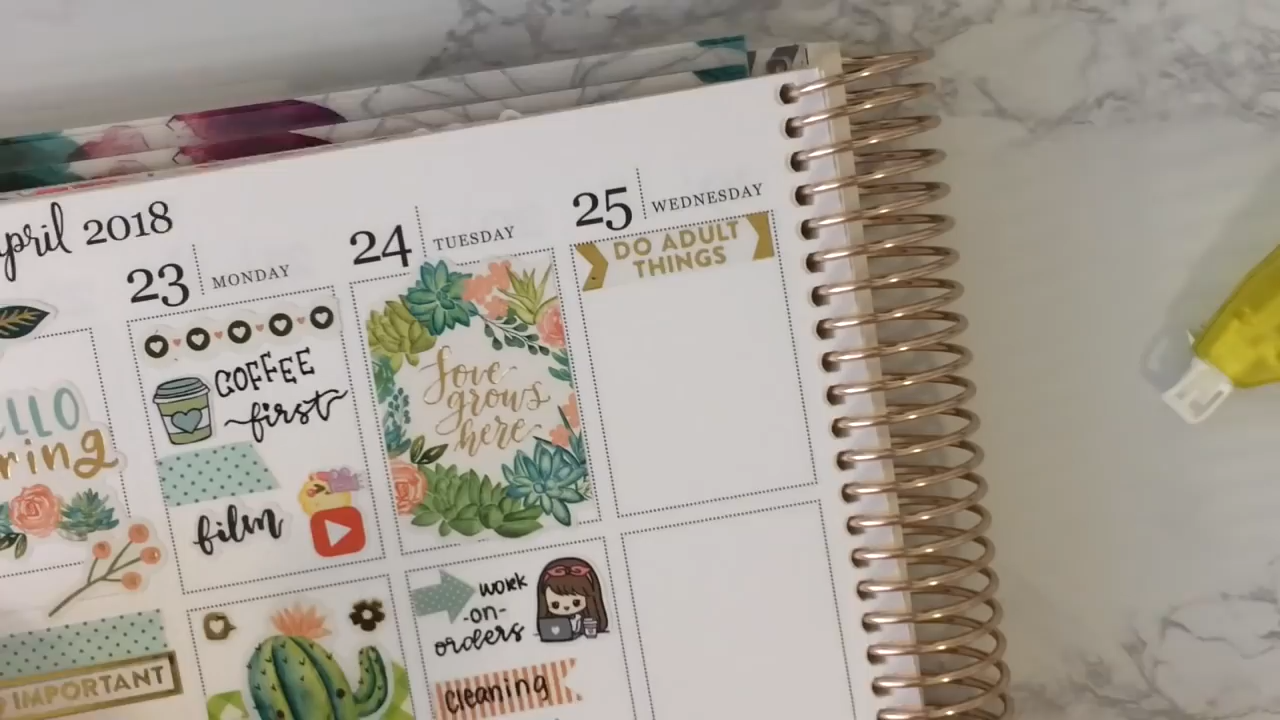 April 2018
23 MONDAY
24 TUESDAY
25 WEDNESDAY
COFFEE
first
film
love
grows
here
DO ADULT
THINGS
work
-on-
orders
cleaning
IMPORTANT